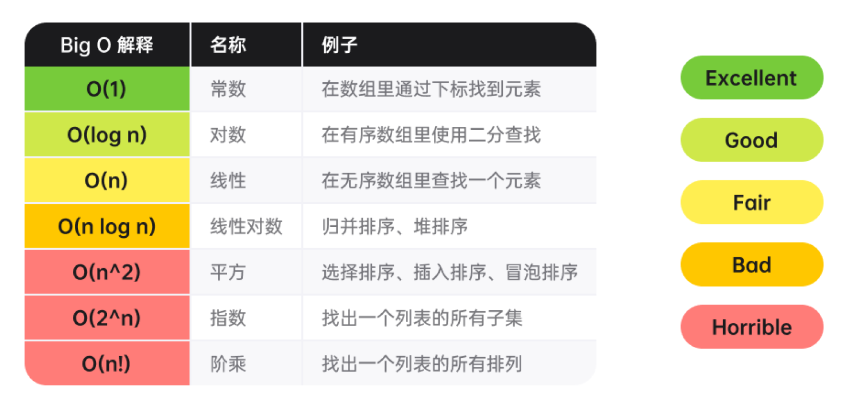 Big O 解释 名称 例子
O(1) 常数 在数组里通过下标找到元素
O(log n) 对数 在有序数组里使用二分查找
O(n) 线性 在无序数组里查找一个元素
O(n log n) 线性对数 归并排序、堆排序
O(n^2) 平方 选择排序、插入排序、冒泡排序
O(2^n) 指数 找出一个列表的所有子集
O(n!) 阶乘 找出一个列表的所有排列
Excellent
Good
Fair
Bad
Horrible